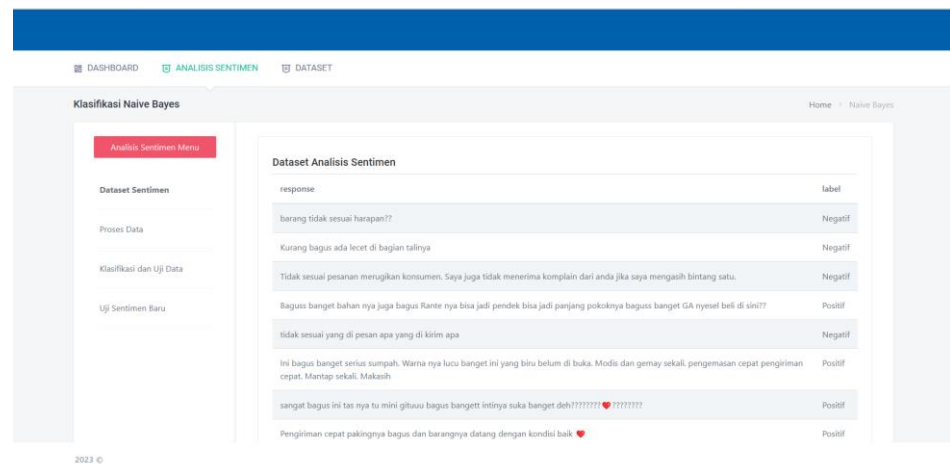 DASHBOARD ANALISIS SENTIMEN DATASET
Klasifikasi Naive Bayes Home Naive Bayes
Analisis Sentimen Menu
Dataset Sentimen
Proses Data
Klasifikasi dan Uji Data
Uji Sentimen Baru
Dataset Analisis Sentimen
response label
barang tidak sesuai harapan?? Negatif
Kurang bagus ada lecet di bagian talinya Negatif
Tidak sesuai pesanan merugikan konsumen. Saya juga tidak menerima komplain dari anda jika saya mengasih bintang satu. Negatif
Baguss banget bahan nya juga bagus Rante nya bisa jadi pendek bisa jadi panjang pokoknya baguss banget GA nyesel beli di sini?? Positif
tidak sesuai yang di pesan apa yang di kirim apa Negatif
Ini bagus banget serius sumpah. Warna nya lucu banget ini yang biru belum di buka. Modis dan gemay sekali. pengemasan cepat pengiriman Positif
cepat. Mantap sekali. Makasih
sangat bagus ini tas nya tu mini gituuu bagus bangett intinya suka banget deh????????❤️???????? Positif
Pengiriman cepat pakingnya bagus dan barangnya datang dengan kondisi baik ❤️ Positif
2023 ©